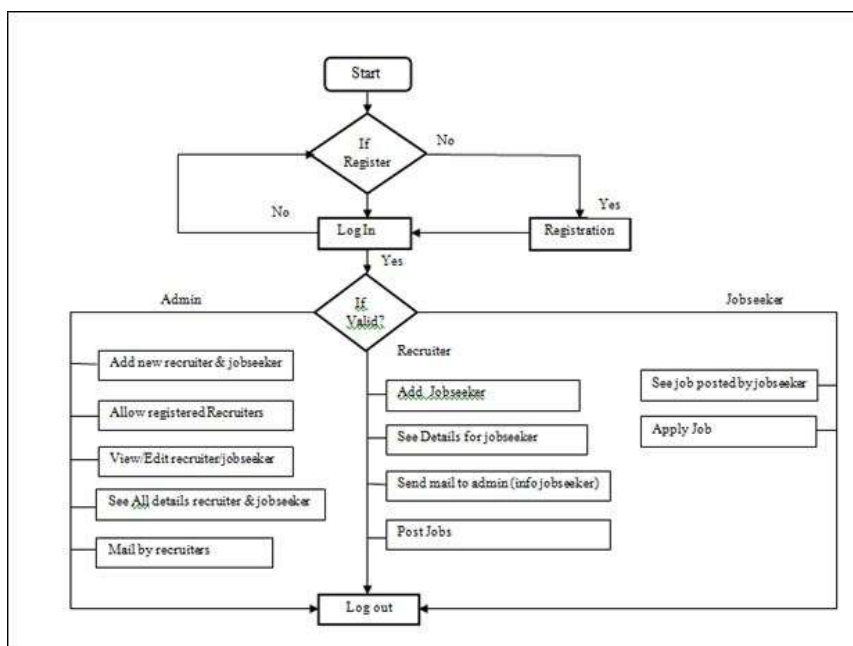 Start
If
Register
No
No
Yes
Log In
Registration
Yes
Admin
If
Valid?
Jobseeker
Recruiter
Add new recruiter & jobseeker
Allow registered Recruiters
View/Edit recruiter/jobseeker
See All details recruiter & jobseeker
Mail by recruiters
Add Jobseeker
See Details for jobseeker
Send mail to admin (info jobseeker)
Post Jobs
See job posted by jobseeker
Apply Job
Log out